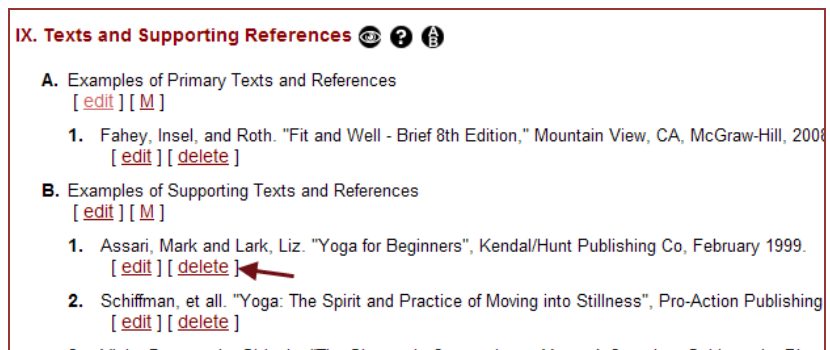 IX. Texts and Supporting References
A. Examples of Primary Texts and References
[ edit ] [ M ]
1. Fahey, Insel, and Roth. "Fit and Well - Brief 8th Edition," Mountain View, CA, McGraw-Hill, 2008
[ edit ] [ delete ]
B. Examples of Supporting Texts and References
[ edit ] [ M ]
1. Assari, Mark and Lark, Liz. "Yoga for Beginners", Kendal/Hunt Publishing Co, February 1999.
[ edit ] [ delete ]
2. Schiffman, et all. "Yoga: The Spirit and Practice of Moving into Stillness", Pro-Action Publishing
[ edit ] [ delete ]